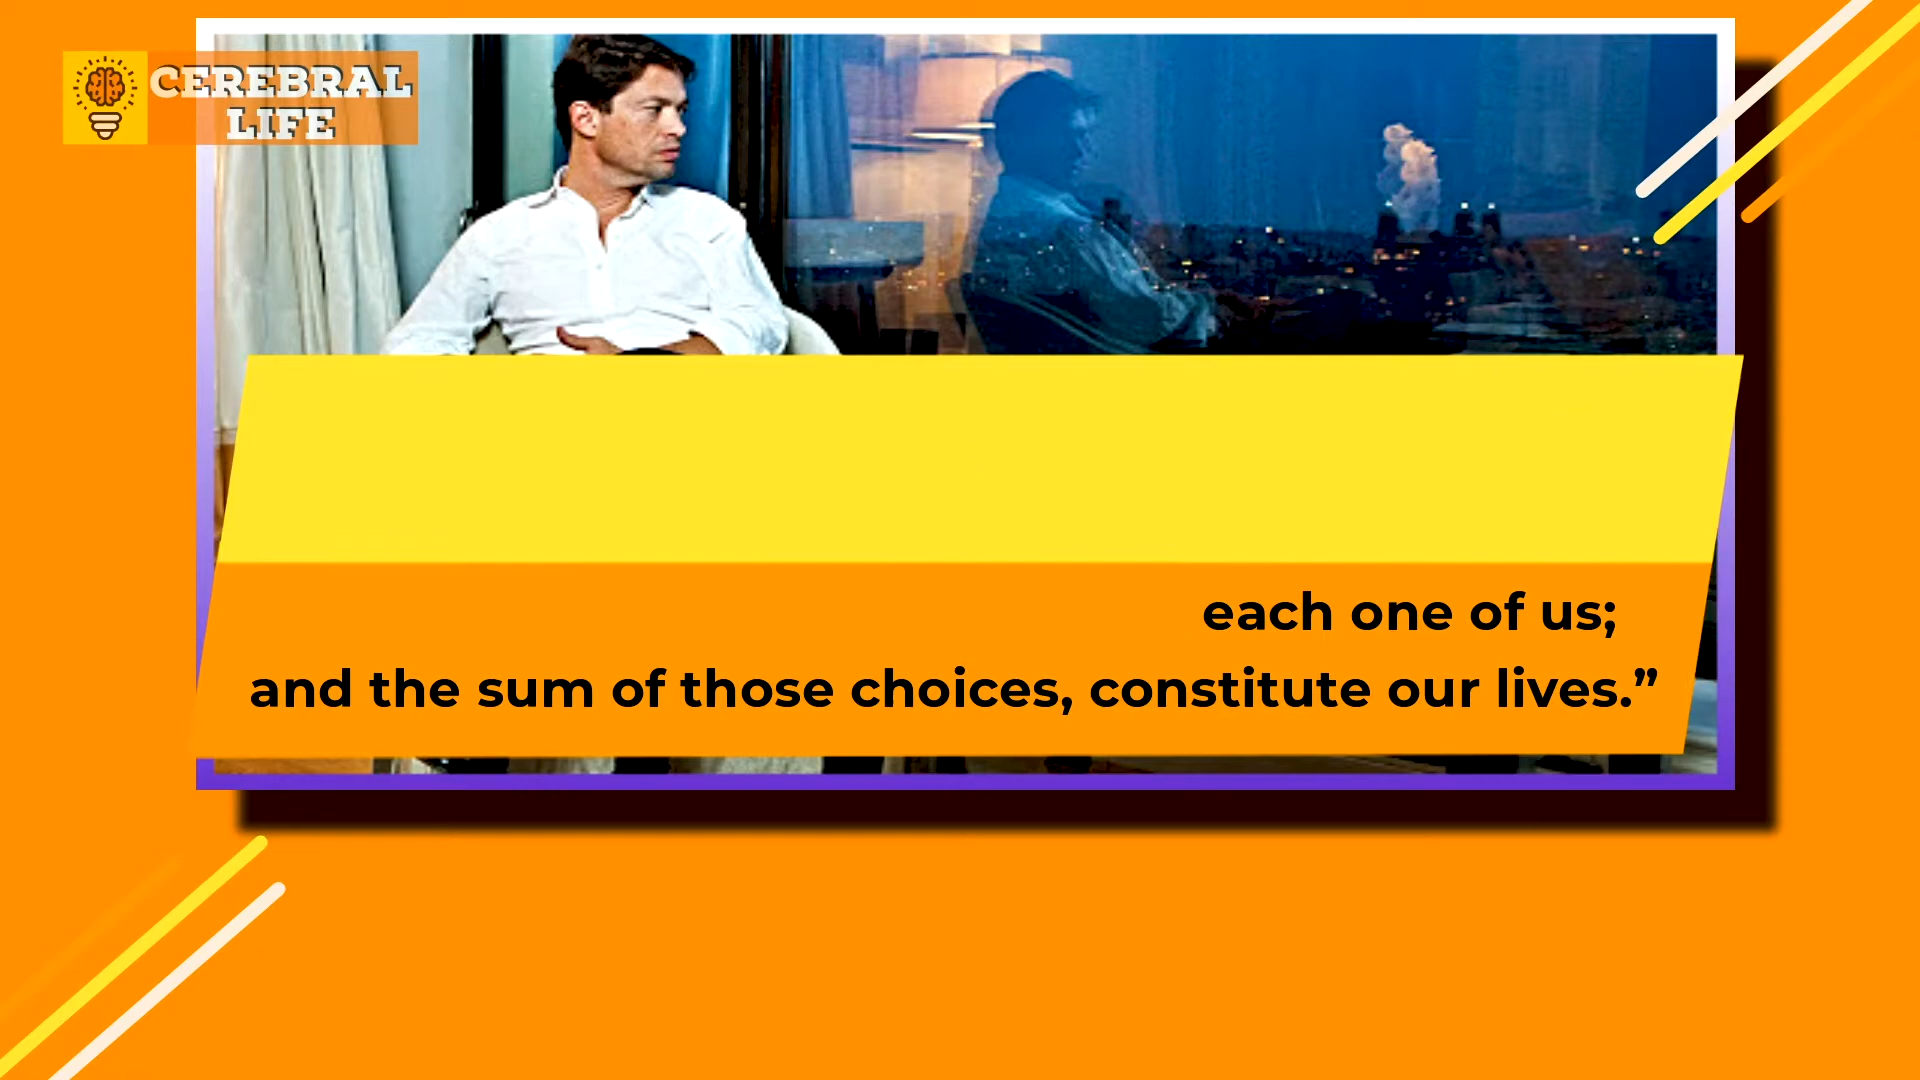 CEREBRAL
LIFE
each one of us;
and the sum of those choices, constitute our lives.”